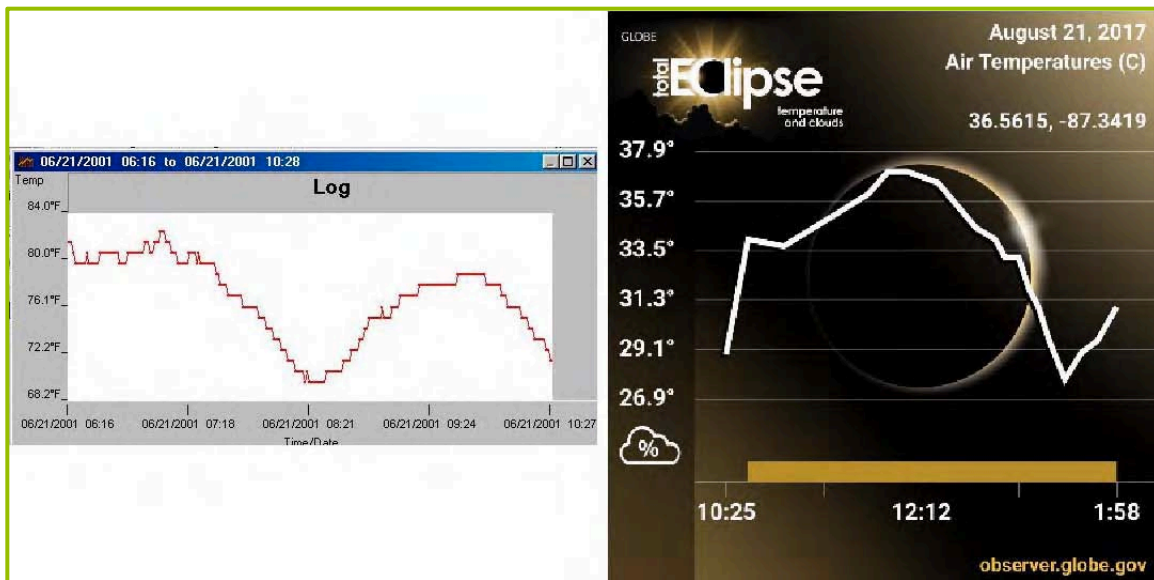 06/21/2001 06:16 to 06/21/2001 10:28
Temp
Log
84.0°F
80.0°F
76.1°F
72.2°F
68.2°F
06/21/2001 06:16 06/21/2001 07:18 06/21/2001 08:21 06/21/2001 09:24 06/21/2001 10:27
Time/Date
GLOBE
total
EClipse
temperature
and clouds
August 21, 2017
Air Temperatures (C)
36.5615, -87.3419
37.9°
35.7°
33.5°
31.3°
29.1°
26.9°
%
10:25 12:12 1:58
observer.globe.gov